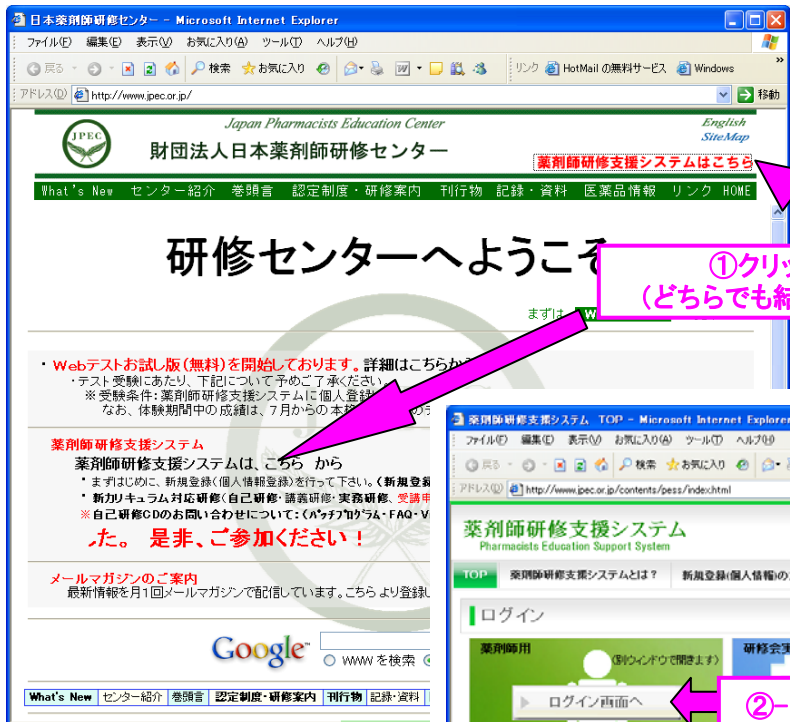 日本薬剤師研修センター - Microsoft Internet Explorer
ファイル(F) 編集(E) 表示(V) お気に入り(A) ツール(T) ヘルプ(H)
戻る 検索 お気に入り リンク HotMail の無料サービス Windows »
アドレス(D) http://www.jpec.or.jp/ 移動
JPEC
Japan Pharmacists Education Center
English
SiteMap
財団法人日本薬剤師研修センター
薬剤師研修支援システムはこちら
What's New センター紹介 巻頭言 認定制度・研修案内 刊行物 記録・資料 医薬品情報 リンク HOME
研修センターへようこそ
①クリッ
(どちらでも結
まずは
・Webテストお試し版(無料)を開始しております。詳細はこちらから
・テスト受験にあたり、下記について予めご了承ください。
※受験条件:薬剤師研修支援システムに個人登録
なお、体験期間中の成績は、7月からの本格
薬剤師研修支援システム
薬剤師研修支援システムは、こちら から
・まずはじめに、新規登録(個人情報登録)を行って下さい。(新規登録
・新カリキュラム対応研修(自己研修・講義研修・実務研修、受講申
※自己研修CDのお問い合わせについて:(パッチプログラム・FAQ・
た。 是非、ご参加ください!
メールマガジンのご案内
最新情報を月1回メールマガジンで配信しています。こちらより登録
Google
WWW を検索
What's New センター紹介 巻頭言 認定制度・研修案内 刊行物 記録・資料
薬剤師研修支援システム TOP - Microsoft Internet Explorer
ファイル(F) 編集(E) 表示(V) お気に入り(A) ツール(T) ヘルプ(H)
戻る 検索 お気に入り
アドレス(D) http://www.jpec.or.jp/contents/pess/index.html
薬剤師研修支援システム
Pharmacists Education Support System
TOP 薬剤師研修支援システムとは? 新規登録(個人情報)の
ログイン
薬剤師用
(別ウィンドウで開きます)
研修会実
ログイン画面へ
②-